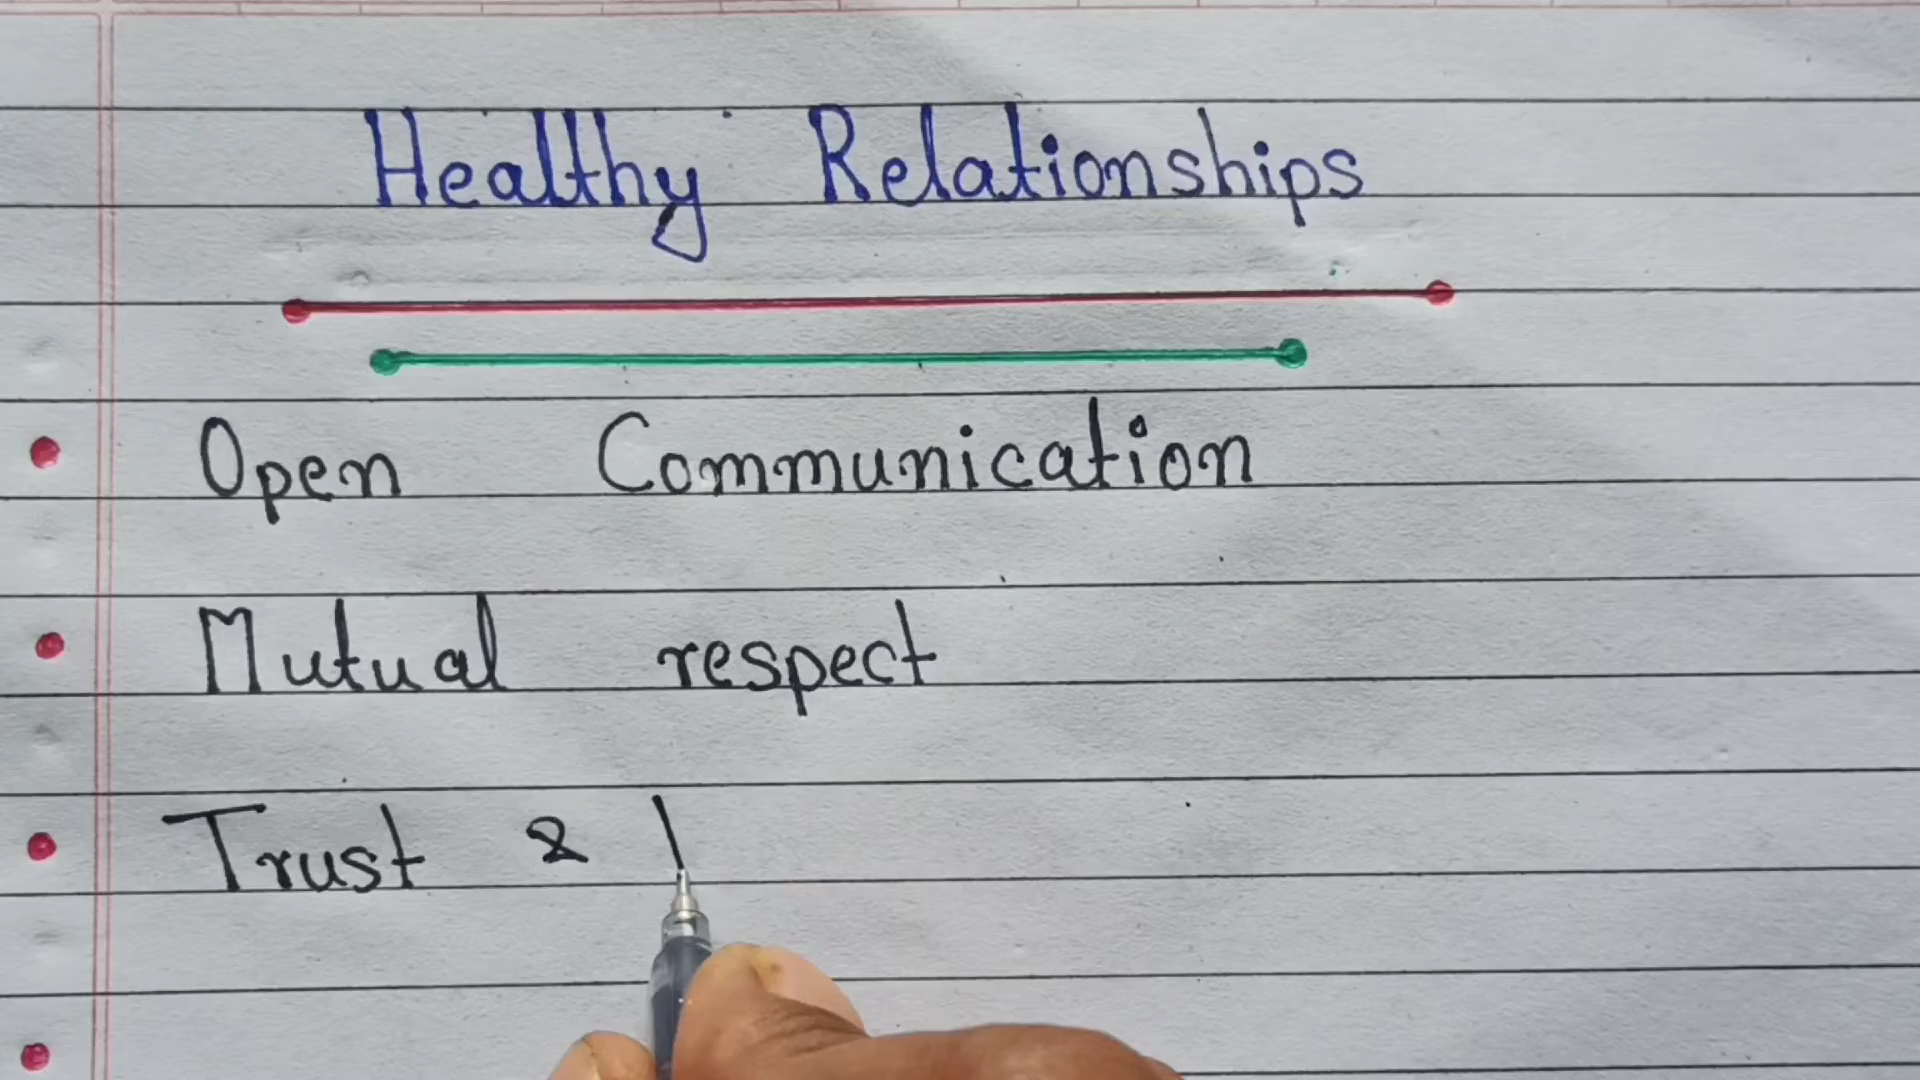 Healthy Relationships
Open Communication
Mutual respect
Trust &